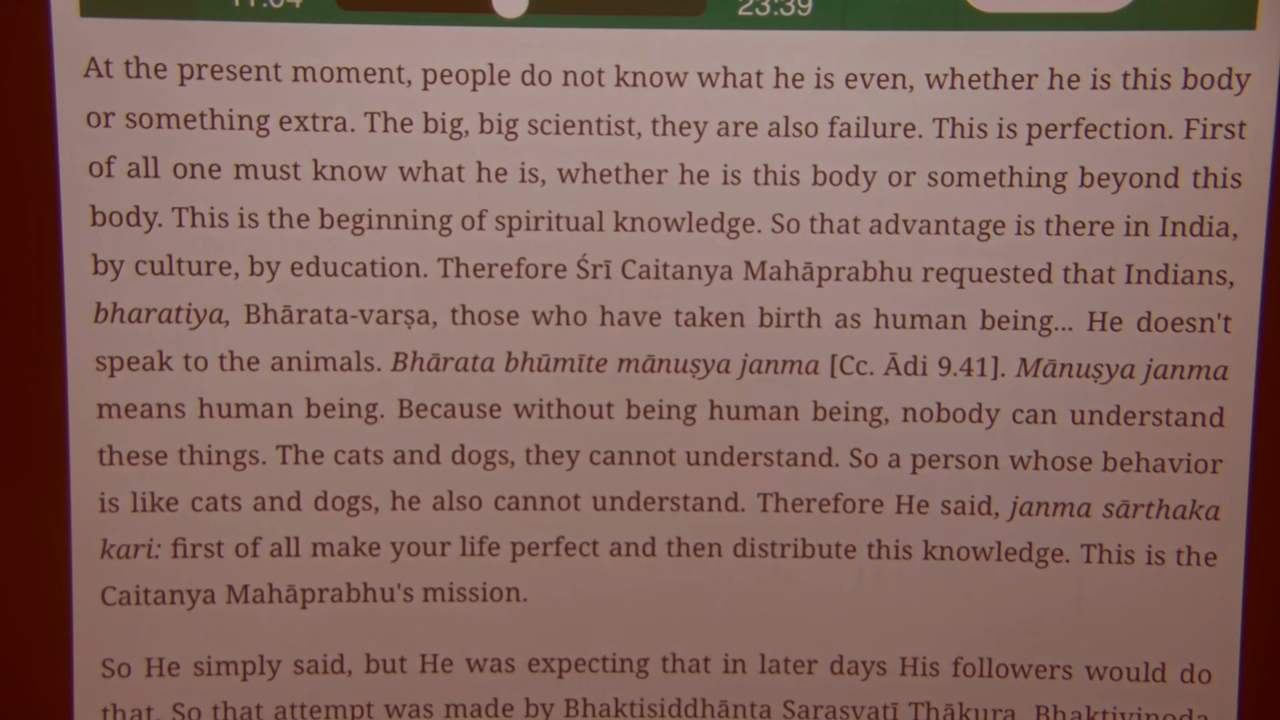 23:39
At the present moment, people do not know what he is even, whether he is this body
or something extra. The big, big scientist, they are also failure. This is perfection. First
of all one must know what he is, whether he is this body or something beyond this
body. This is the beginning of spiritual knowledge. So that advantage is there in India,
by culture, by education. Therefore Śrī Caitanya Mahāprabhu requested that Indians,
bharatiya, Bhārata-varṣa, those who have taken birth as human being... He doesn't
speak to the animals. Bhārata bhūmīte mānuṣya janma [Cc. Ādi 9.41]. Mānuṣya janma
means human being. Because without being human being, nobody can understand
these things. The cats and dogs, they cannot understand. So a person whose behavior
is like cats and dogs, he also cannot understand. Therefore He said, janma sārthaka
kari: first of all make your life perfect and then distribute this knowledge. This is the
Caitanya Mahāprabhu's mission.
So He simply said, but He was expecting that in later days His followers would do
that. So that attempt was made by Bhaktisiddhānta Sarasvatī Ṭhākura, Bhaktivinoda